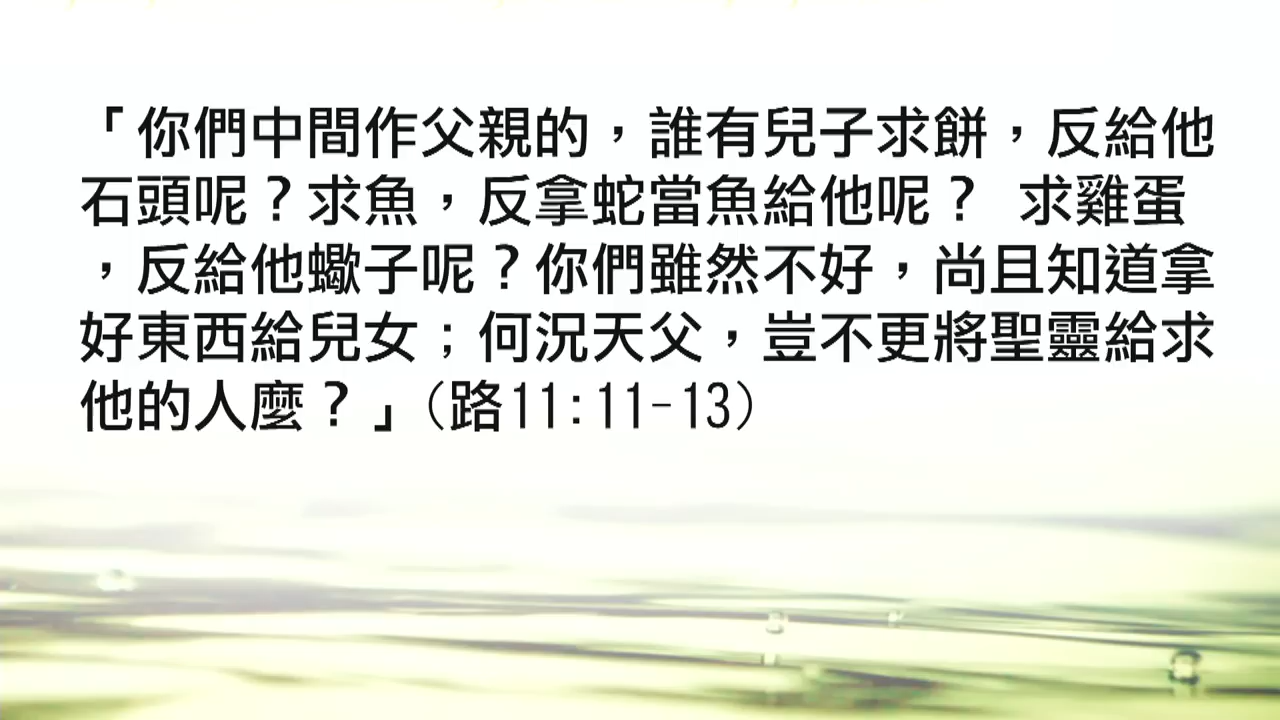 「你們中間作父親的，誰有兒子求餅，反給他
石頭呢？求魚，反拿蛇當魚給他呢？ 求雞蛋
，反給他蠍子呢？你們雖然不好，尚且知道拿
好東西給兒女；何況天父，豈不更將聖靈給求
他的人麼？」(路11:11-13)